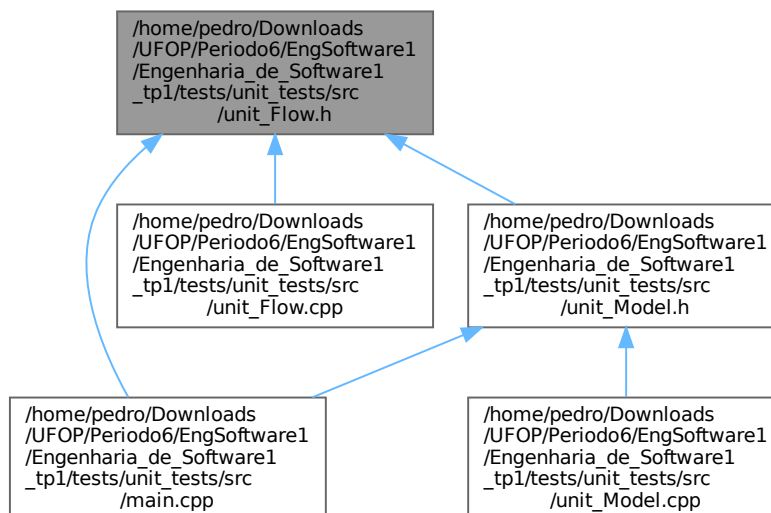 /home/pedro/Downloads
/UFOP/Periodo6/EngSoftware1
/Engenharia_de_Software1
_tp1/tests/unit_tests/src
/unit_Flow.h
/home/pedro/Downloads
/UFOP/Periodo6/EngSoftware1
/Engenharia_de_Software1
_tp1/tests/unit_tests/src
/unit_Flow.cpp
/home/pedro/Downloads
/UFOP/Periodo6/EngSoftware1
/Engenharia_de_Software1
_tp1/tests/unit_tests/src
/unit_Model.h
/home/pedro/Downloads
/UFOP/Periodo6/EngSoftware1
/Engenharia_de_Software1
_tp1/tests/unit_tests/src
/main.cpp
/home/pedro/Downloads
/UFOP/Periodo6/EngSoftware1
/Engenharia_de_Software1
_tp1/tests/unit_tests/src
/unit_Model.cpp